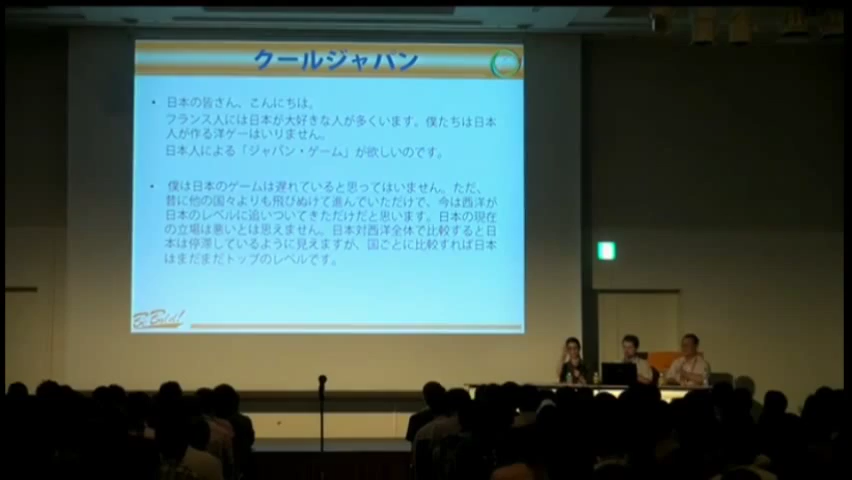 クールジャパン
• 日本の皆さん、こんにちは。
フランス人には日本が大好きな人が多くいます。僕たちは日本
人が作る洋ゲーはいりません。
日本人による「ジャパン・ゲーム」が欲しいのです。
• 僕は日本のゲームは遅れていると思ってはいません。ただ、
昔に他の国々よりも飛びぬけて進んでいただけで、今は西洋が
日本のレベルに追いついてきただけだと思います。日本の現在
の立場は悪いとは思えません。日本対西洋全体で比較すると日
本は停滞しているように見えますが、国ごとに比較すれば日本
はまだまだトップのレベルです。